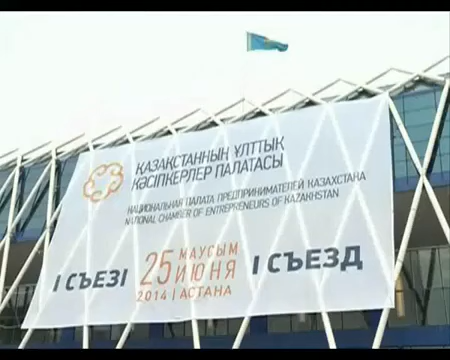 ҚАЗАҚСТАННЫҢ ҰЛТТЫҚ
КӘСІПКЕРЛЕР ПАЛАТАСЫ
НАЦИОНАЛЬНАЯ ПАЛАТА ПРЕДПРИНИМАТЕЛЕЙ КАЗАХСТАНА
NATIONAL CHAMBER OF ENTREPRENEURS OF KAZAKHSTAN
I СЪЕЗІ 25 МАУСЫМ ИЮНЯ I СЪЕЗД
2014 | АСТАНА